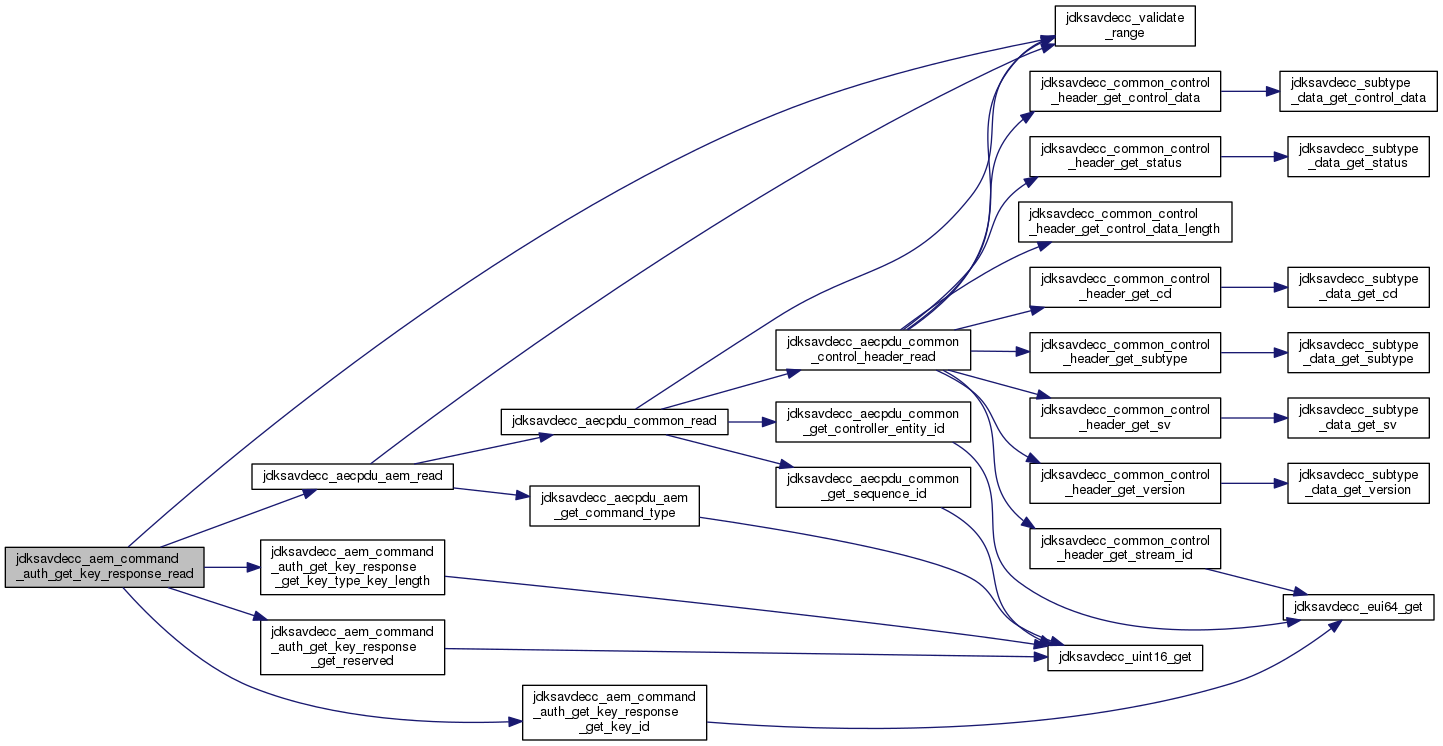 jdksavdecc_validate
_range
jdksavdecc_common_control
_header_get_control_data
jdksavdecc_subtype
_data_get_control_data
jdksavdecc_common_control
_header_get_status
jdksavdecc_subtype
_data_get_status
jdksavdecc_common_control
_header_get_control_data_length
jdksavdecc_common_control
_header_get_cd
jdksavdecc_subtype
_data_get_cd
jdksavdecc_aecpdu_common
_control_header_read
jdksavdecc_common_control
_header_get_subtype
jdksavdecc_subtype
_data_get_subtype
jdksavdecc_aecpdu_common_read
jdksavdecc_aecpdu_common
_get_controller_entity_id
jdksavdecc_common_control
_header_get_sv
jdksavdecc_subtype
_data_get_sv
jdksavdecc_aecpdu_aem_read
jdksavdecc_aecpdu_common
_get_sequence_id
jdksavdecc_common_control
_header_get_version
jdksavdecc_subtype
_data_get_version
jdksavdecc_aecpdu_aem
_get_command_type
jdksavdecc_common_control
_header_get_stream_id
jdksavdecc_aem_command
_auth_get_key_response_read
jdksavdecc_aem_command
_auth_get_key_response
_get_key_type_key_length
jdksavdecc_eui64_get
jdksavdecc_aem_command
_auth_get_key_response
_get_reserved
jdksavdecc_uint16_get
jdksavdecc_aem_command
_auth_get_key_response
_get_key_id